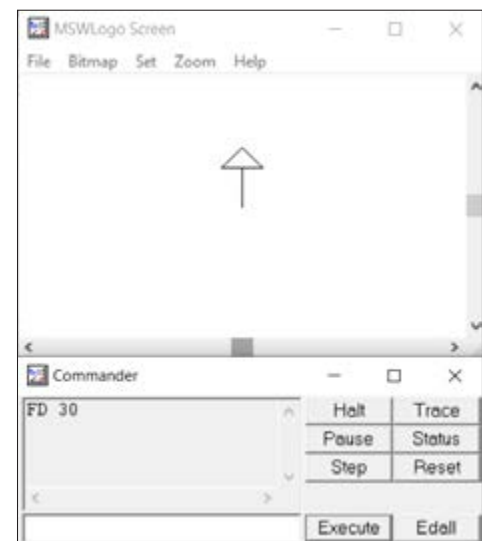 MSWLogo Screen
File Bitmap Set Zoom Help
Commander
FD 30
Halt Trace
Pause Status
Step Reset
Execute Edall